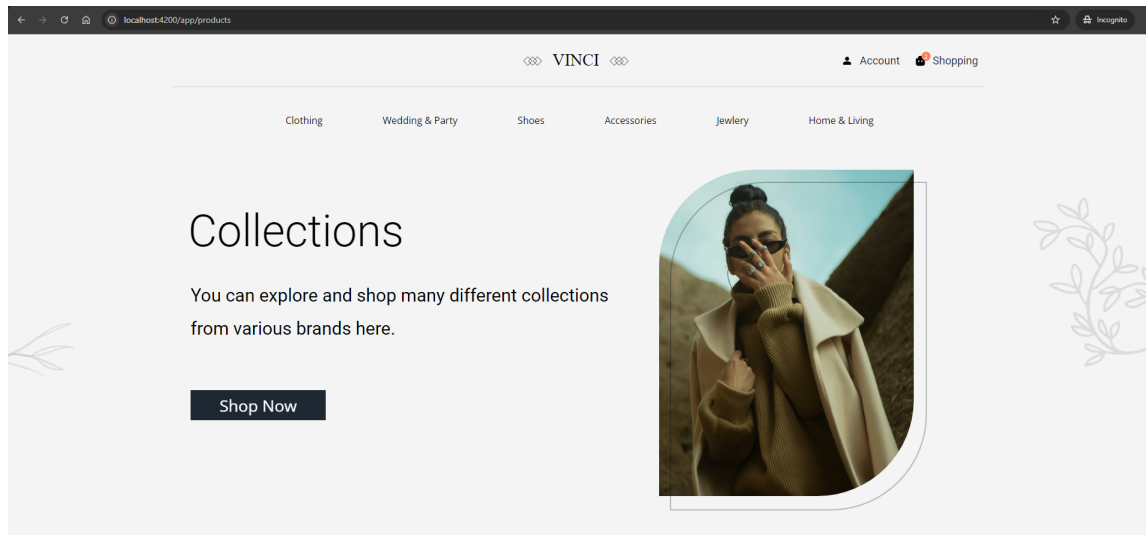 localhost:4200/app/products
Incognito
VINCI
Account
Shopping
Clothing
Wedding & Party
Shoes
Accessories
Jewlery
Home & Living
Collections
You can explore and shop many different collections
from various brands here.
Shop Now